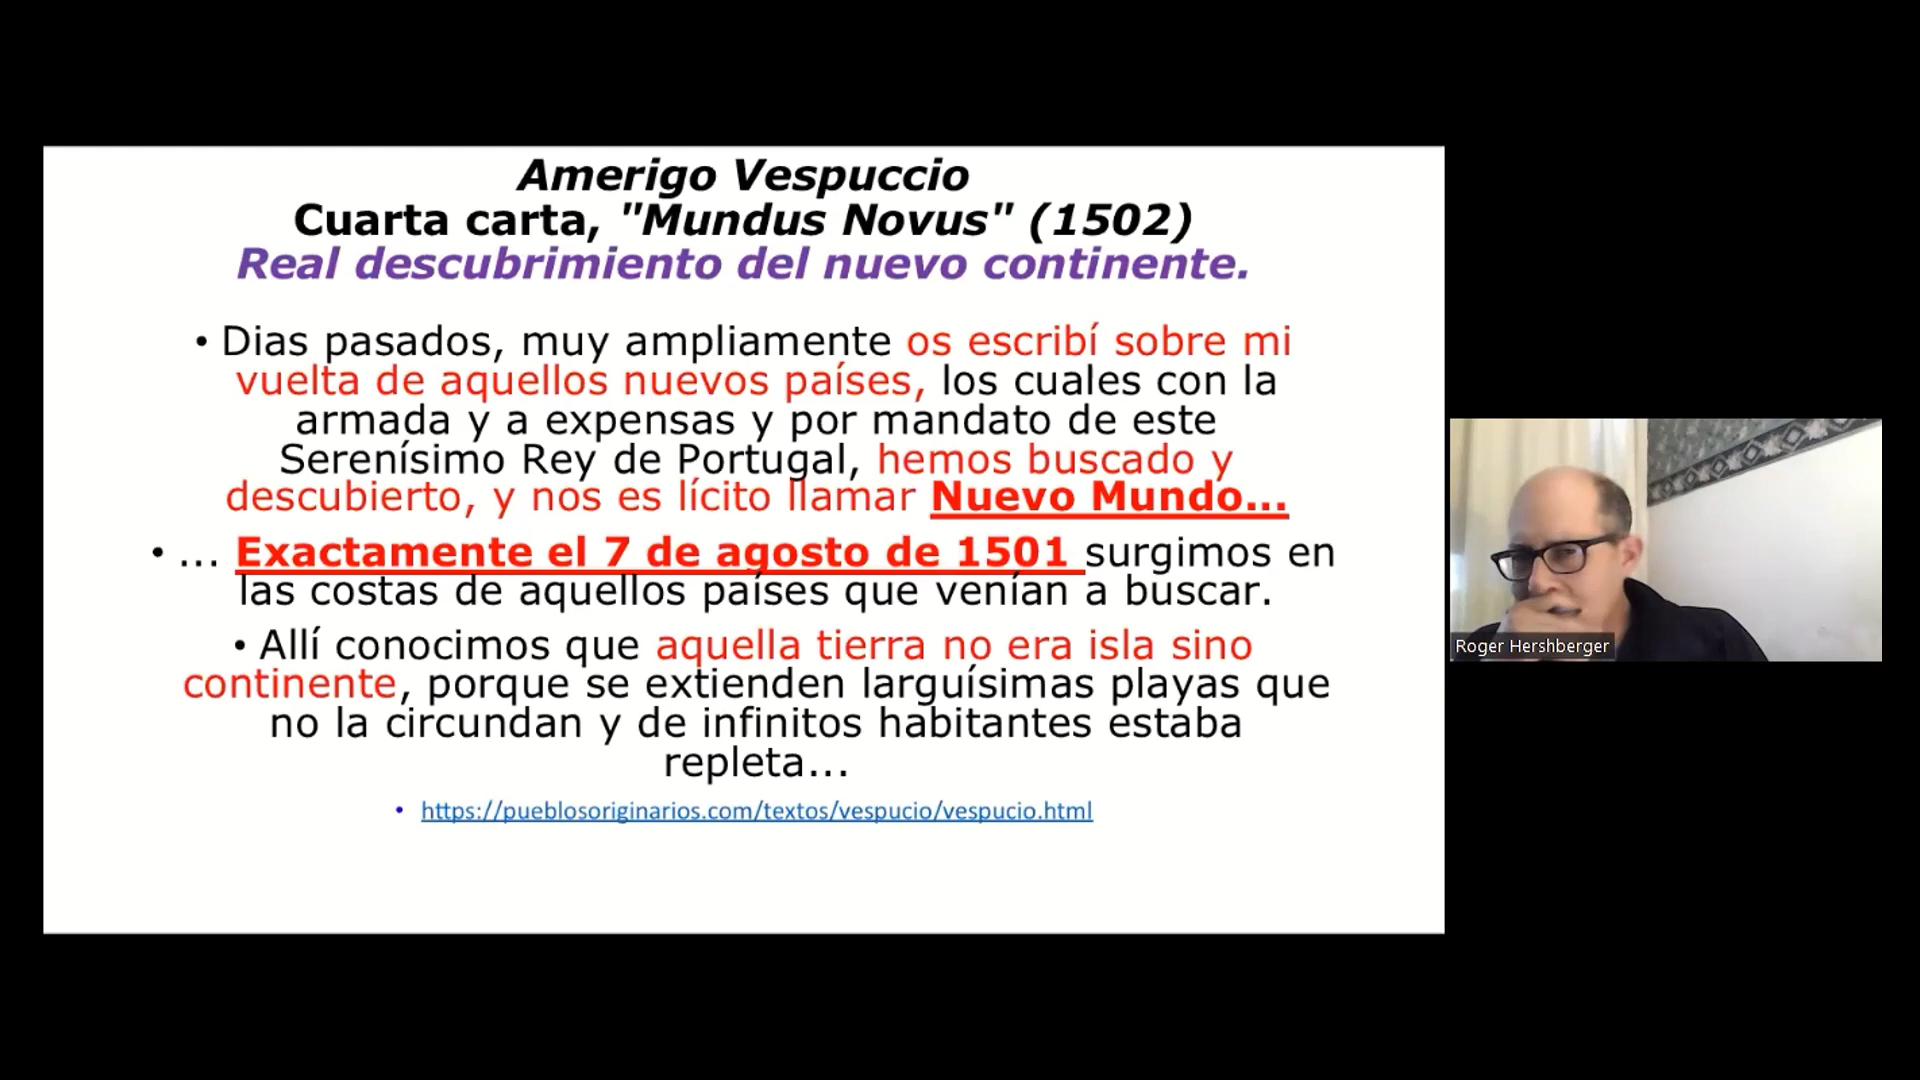 Amerigo Vespuccio
Cuarta carta, "Mundus Novus" (1502)
Real descubrimiento del nuevo continente.
• Dias pasados, muy ampliamente os escribí sobre mi
vuelta de aquellos nuevos países, los cuales con la
armada y a expensas y por mandato de este
Serenísimo Rey de Portugal, hemos buscado y
descubierto, y nos es lícito llamar Nuevo Mundo...
• ... Exactamente el 7 de agosto de 1501 surgimos en
las costas de aquellos países que venían a buscar.
• Allí conocimos que aquella tierra no era isla sino
continente, porque se extienden larguísimas playas que
no la circundan y de infinitos habitantes estaba
repleta...
• https://pueblosoriginarios.com/textos/vespucio/vespucio.html
Roger Hershberger